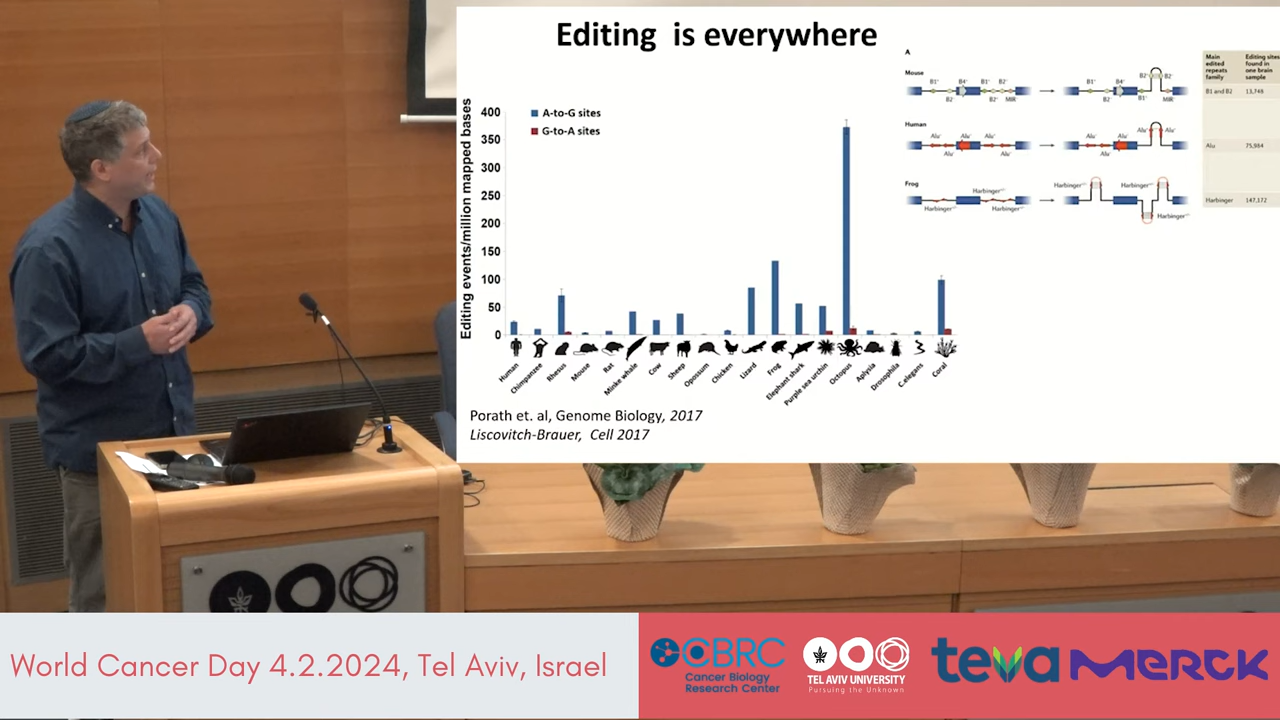 Editing is everywhere
Editing events/million mapped bases
400
350
300
250
200
150
100
50
0
A-to-G sites
G-to-A sites
Human
Chimpanzee
Rhesus
Mouse
Rat
Minke whale
Cow
Sheep
Opossum
Chicken
Lizard
Frog
Elephant shark
Purple sea urchin
Octopus
Aplysia
Drosophila
C.elegans
Coral
Porath et. al, Genome Biology, 2017
Liscovitch-Brauer, Cell 2017
A
Mouse
Human
Frog
Main edited repeats family
Editing sites found in one brain sample
B1 and B2 13,748
Alu 75,984
Harbinger 147,172
World Cancer Day 4.2.2024, Tel Aviv, Israel
CBRC
Cancer Biology
Research Center
TEL AVIV UNIVERSITY
Pursuing the Unknown
teva
MERCK